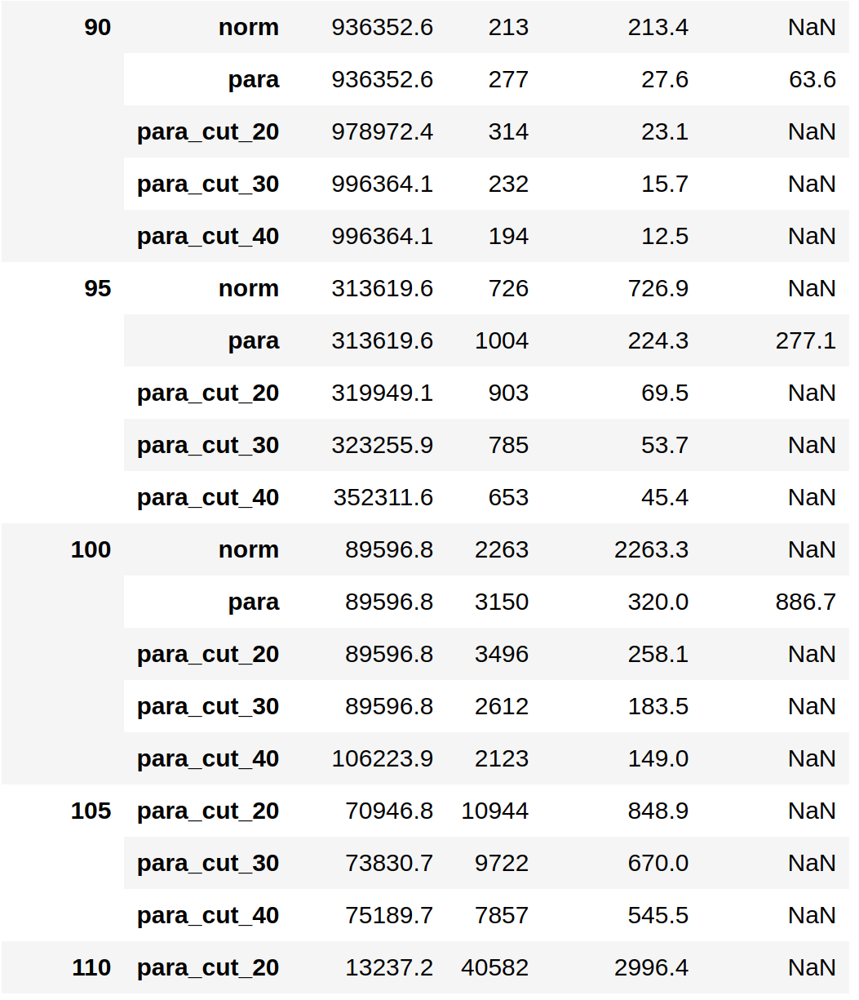 90 norm 936352.6 213 213.4 NaN
para 936352.6 277 27.6 63.6
para_cut_20 978972.4 314 23.1 NaN
para_cut_30 996364.1 232 15.7 NaN
para_cut_40 996364.1 194 12.5 NaN
95 norm 313619.6 726 726.9 NaN
para 313619.6 1004 224.3 277.1
para_cut_20 319949.1 903 69.5 NaN
para_cut_30 323255.9 785 53.7 NaN
para_cut_40 352311.6 653 45.4 NaN
100 norm 89596.8 2263 2263.3 NaN
para 89596.8 3150 320.0 886.7
para_cut_20 89596.8 3496 258.1 NaN
para_cut_30 89596.8 2612 183.5 NaN
para_cut_40 106223.9 2123 149.0 NaN
105 para_cut_20 70946.8 10944 848.9 NaN
para_cut_30 73830.7 9722 670.0 NaN
para_cut_40 75189.7 7857 545.5 NaN
110 para_cut_20 13237.2 40582 2996.4 NaN